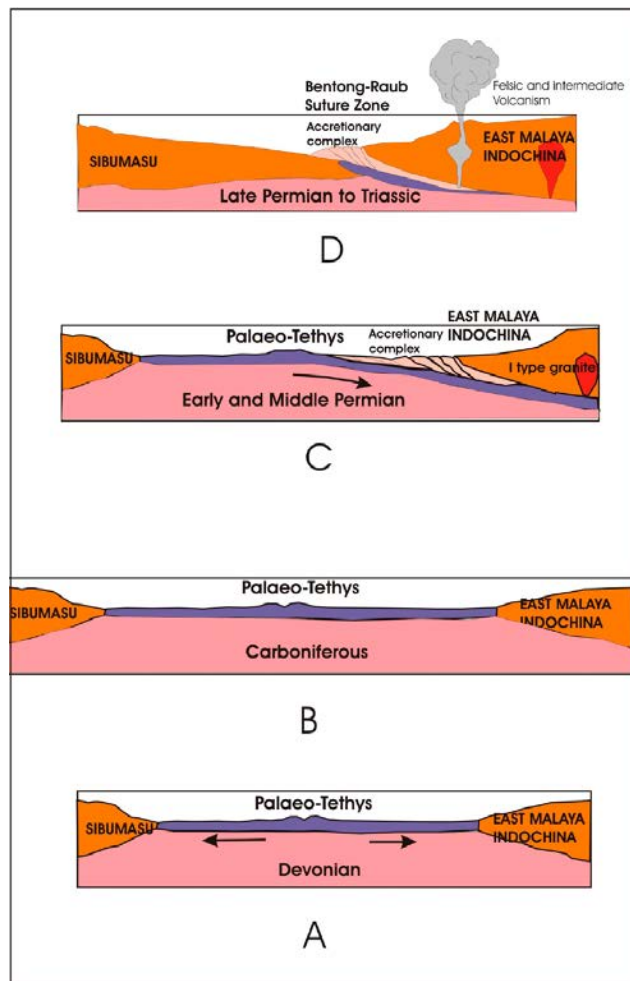 Felsic and Intermediate
Volcanism
Bentong-Raub
Suture Zone
Accretionary
complex
SIBUMASU
EAST MALAYA
INDOCHINA
Late Permian to Triassic
D
EAST MALAYA
INDOCHINA
Palaeo-Tethys
Accretionary
complex
SIBUMASU
I type granite
Early and Middle Permian
C
Palaeo-Tethys
SIBUMASU
EAST MALAYA
INDOCHINA
Carboniferous
B
Palaeo-Tethys
SIBUMASU
EAST MALAYA
INDOCHINA
Devonian
A